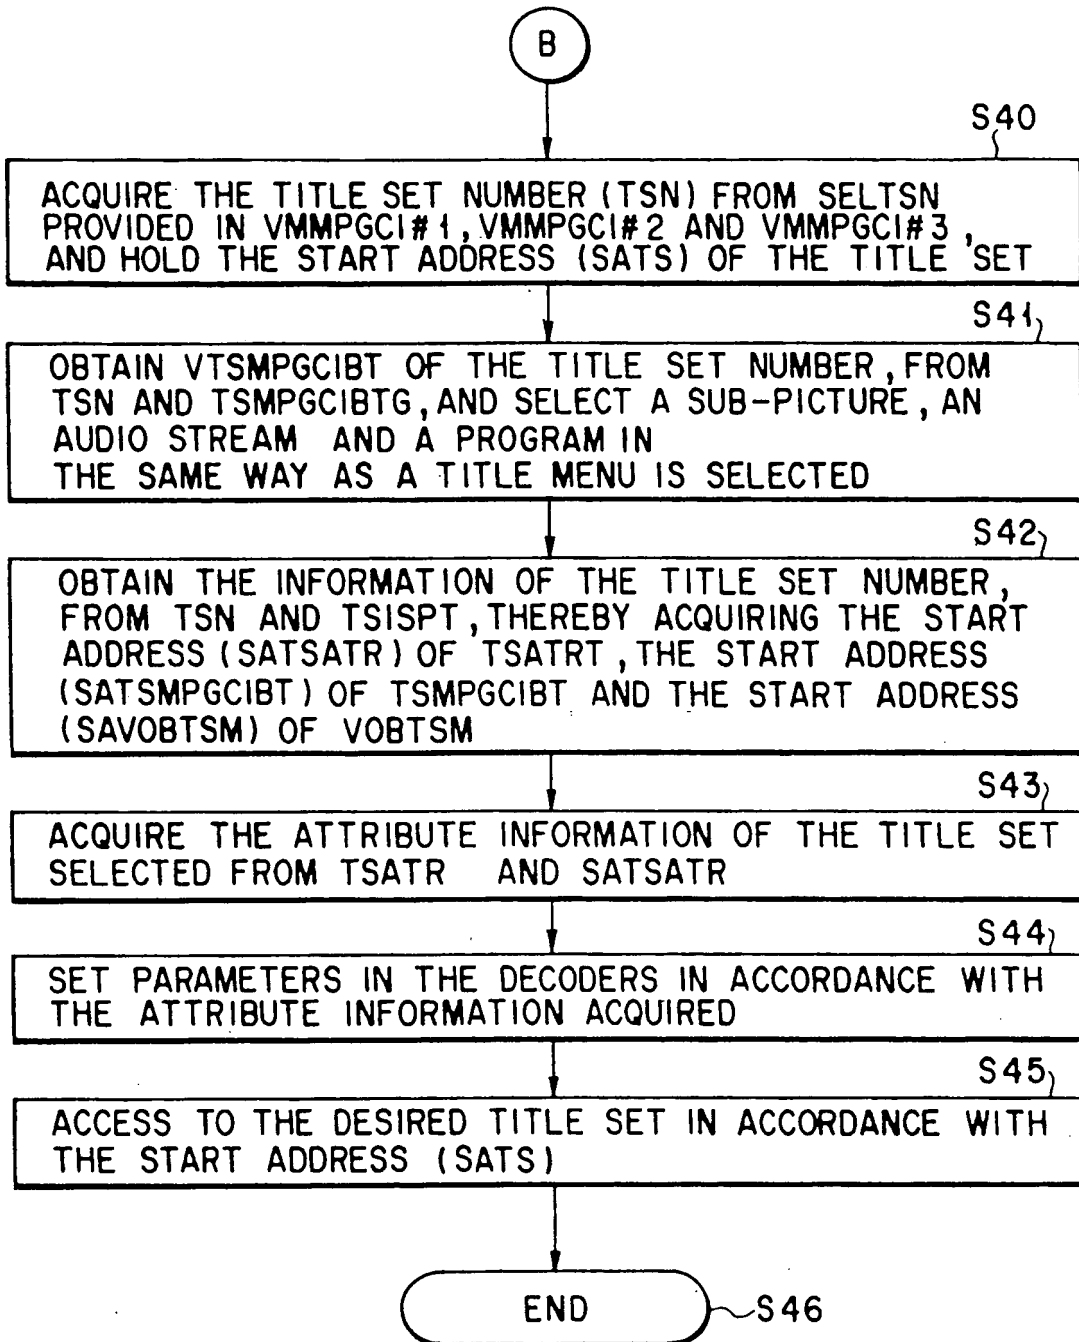 B
S40
ACQUIRE THE TITLE SET NUMBER (TSN) FROM SELTSN
PROVIDED IN VMMPGCI#1, VMMPGCI#2 AND VMMPGCI#3,
AND HOLD THE START ADDRESS (SATS) OF THE TITLE SET
S41
OBTAIN VTSMPGCIBT OF THE TITLE SET NUMBER, FROM
TSN AND TSMPGCIBTG, AND SELECT A SUB-PICTURE, AN
AUDIO STREAM AND A PROGRAM IN
THE SAME WAY AS A TITLE MENU IS SELECTED
S42
OBTAIN THE INFORMATION OF THE TITLE SET NUMBER,
FROM TSN AND TSISPT, THEREBY ACQUIRING THE START
ADDRESS (SATSATR) OF TSATRT, THE START ADDRESS
(SATSMPGCIBT) OF TSMPGCIBT AND THE START ADDRESS
(SAVOBTSM) OF VOBTSM
S43
ACQUIRE THE ATTRIBUTE INFORMATION OF THE TITLE SET
SELECTED FROM TSATR AND SATSATR
S44
SET PARAMETERS IN THE DECODERS IN ACCORDANCE WITH
THE ATTRIBUTE INFORMATION ACQUIRED
S45
ACCESS TO THE DESIRED TITLE SET IN ACCORDANCE WITH
THE START ADDRESS (SATS)
END S46